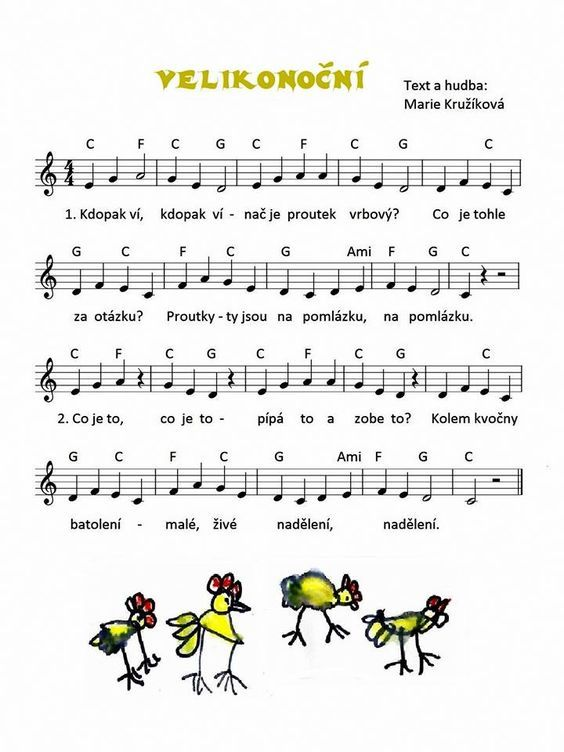 VELIKONOČNÍ
Text a hudba:
Marie Kružíková
C F C G C F C G C
1. Kdopak ví, kdopak ví - nač je proutek vrbový? Co je tohle
G C F C G Ami F G C
za otázku? Proutky - ty jsou na pomlázku, na pomlázku.
C F C G C F C G C
2. Co je to, co je to - pípá to a zobe to? Kolem kvočny
G C F C G Ami F G C
batolení - malé, živé nadělení, nadělení.